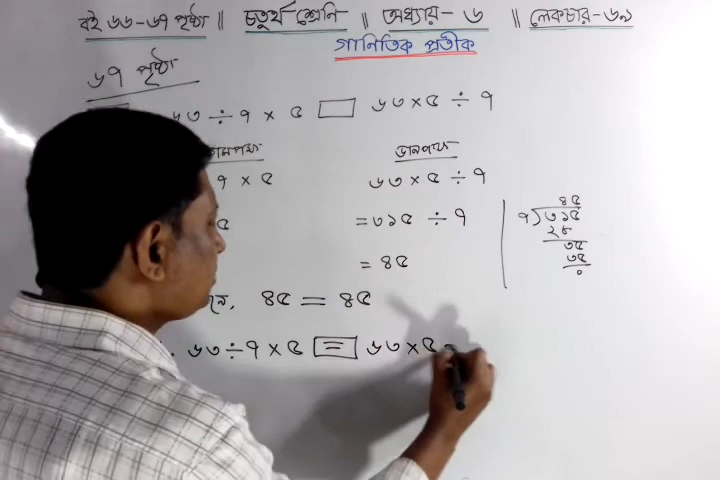 বই ৬৬-৬৭ পৃষ্ঠা || চতুর্থ শ্রেনি || অধ্যায়- ৬ || লেকচার-৬৯
গানিতিক প্রতীক
৬৭ পৃষ্ঠা
৬৩ ÷ ৭ × ৫ □ ৬৩ × ৫ ÷ ৭
ডানপক্ষ
৭ × ৫
৬৩ × ৫ ÷ ৭
৫
= ৩১৫ ÷ ৭
= ৪৫
৭) ৩১৫ ( ৪৫
২৮
৩৫
৩৫
০
৪৫ = ৪৫
৬৩ ÷ ৭ × ৫ = ৬৩ × ৫ -